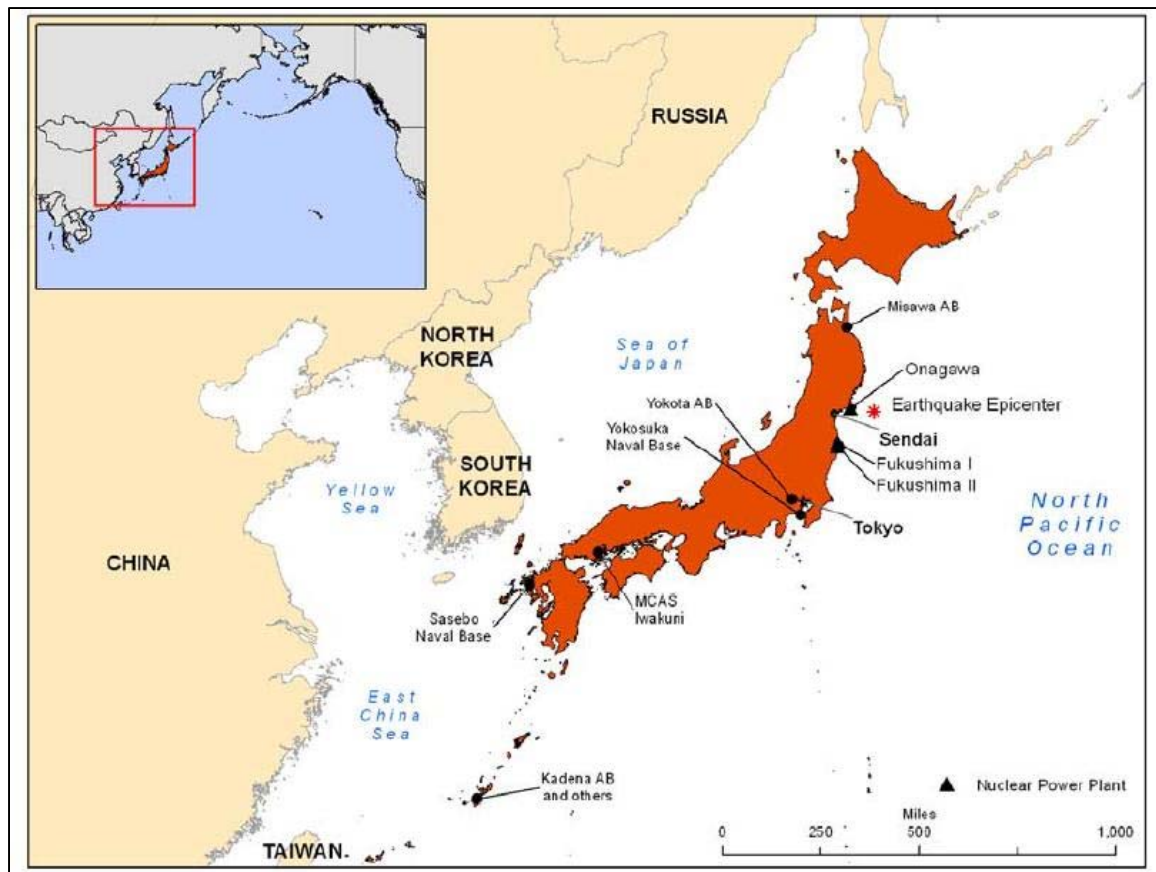 RUSSIA
NORTH
KOREA
Sea of
Japan
Misawa AB
Onagawa
Earthquake Epicenter
Yokota AB
Yokosuka
Naval Base
Sendai
Fukushima I
Fukushima II
SOUTH
KOREA
Yellow
Sea
North
Pacific
Ocean
Tokyo
CHINA
MCAS
Iwakuni
Sasebo
Naval Base
East
China
Sea
Kadena AB
and others
Nuclear Power Plant
Miles
0 250 500 1,000
TAIWAN